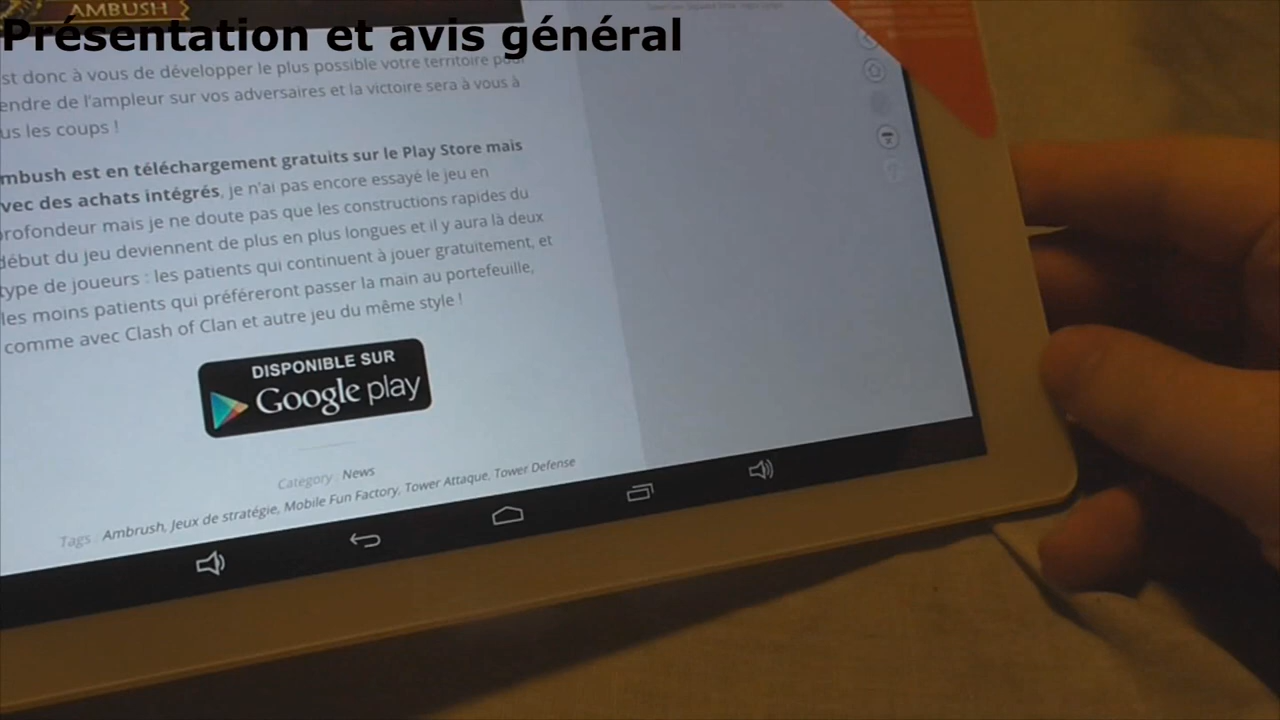 AMBUSH
Présentation et avis général
st donc à vous de développer le plus possible votre territoire pour
endre de l'ampleur sur vos adversaires et la victoire sera à vous à
us les coups !
mbush est en téléchargement gratuits sur le Play Store mais
vec des achats intégrés, je n'ai pas encore essayé le jeu en
profondeur mais je ne doute pas que les constructions rapides du
début du jeu deviennent de plus en plus longues et il y aura là deux
type de joueurs : les patients qui continuent à jouer gratuitement, et
les moins patients qui préféreront passer la main au portefeuille,
comme avec Clash of Clan et autre jeu du même style !
DISPONIBLE SUR
Google play
Category : News
Tags : Ambrush, Jeux de stratégie, Mobile Fun Factory, Tower Attaque, Tower Defense